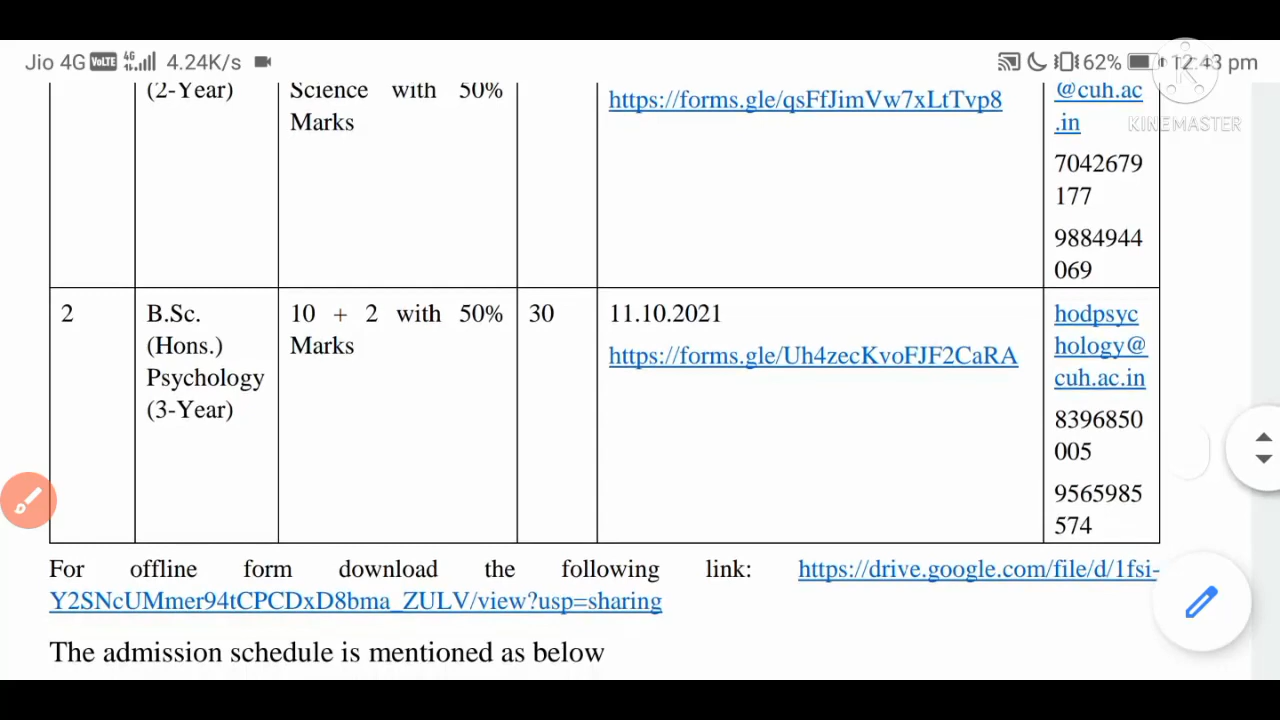 Jio 4G VoLTE 4G 4.24K/s 62% 12:43 pm
KINEMASTER
(2-Year)
Science with 50%
Marks
https://forms.gle/qsFfJimVw7xLtTvp8
@cuh.ac
.in
7042679
177
9884944
069
2
B.Sc.
(Hons.)
Psychology
(3-Year)
10 + 2 with 50%
Marks
30
11.10.2021
https://forms.gle/Uh4zecKvoFJF2CaRA
hodpsyc
hology@
cuh.ac.in
8396850
005
9565985
574
For offline form download the following link: https://drive.google.com/file/d/1fsi-
Y2SNcUMmer94tCPCDxD8bma_ZULV/view?usp=sharing
The admission schedule is mentioned as below